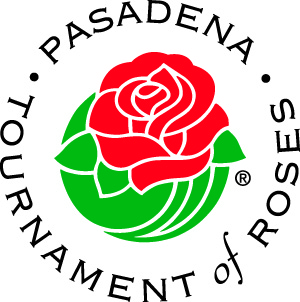 • PASADENA •
TOURNAMENT of ROSES
®